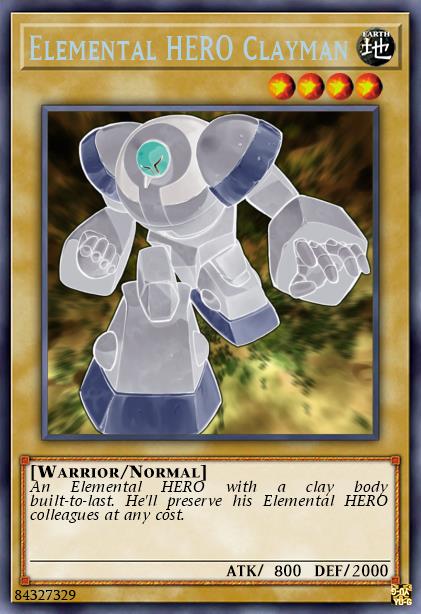 Elemental HERO Clayman
EARTH
地
[Warrior/Normal]
An Elemental HERO with a clay body
built-to-last. He'll preserve his Elemental HERO
colleagues at any cost.
ATK/ 800 DEF/2000
84327329